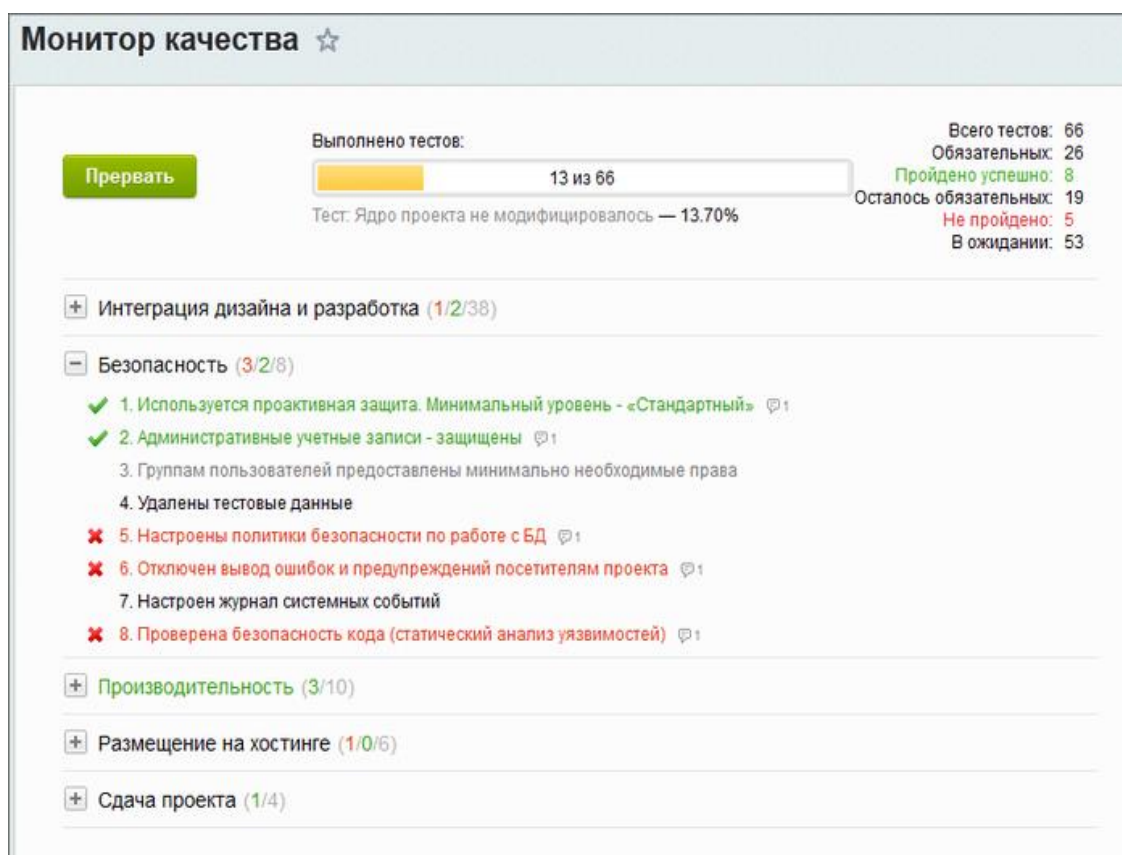 Монитор качества
Прервать
Выполнено тестов:
13 из 66
Тест: Ядро проекта не модифицировалось — 13.70%
Всего тестов: 66
Обязательных: 26
Пройдено успешно: 8
Осталось обязательных: 19
Не пройдено: 5
В ожидании: 53
Интеграция дизайна и разработка (1/2/38)
Безопасность (3/2/8)
1. Используется проактивная защита. Минимальный уровень - «Стандартный» 1
2. Административные учетные записи - защищены 1
3. Группам пользователей предоставлены минимально необходимые права
4. Удалены тестовые данные
5. Настроены политики безопасности по работе с БД 1
6. Отключен вывод ошибок и предупреждений посетителям проекта 1
7. Настроен журнал системных событий
8. Проверена безопасность кода (статический анализ уязвимостей) 1
Производительность (3/10)
Размещение на хостинге (1/0/6)
Сдача проекта (1/4)